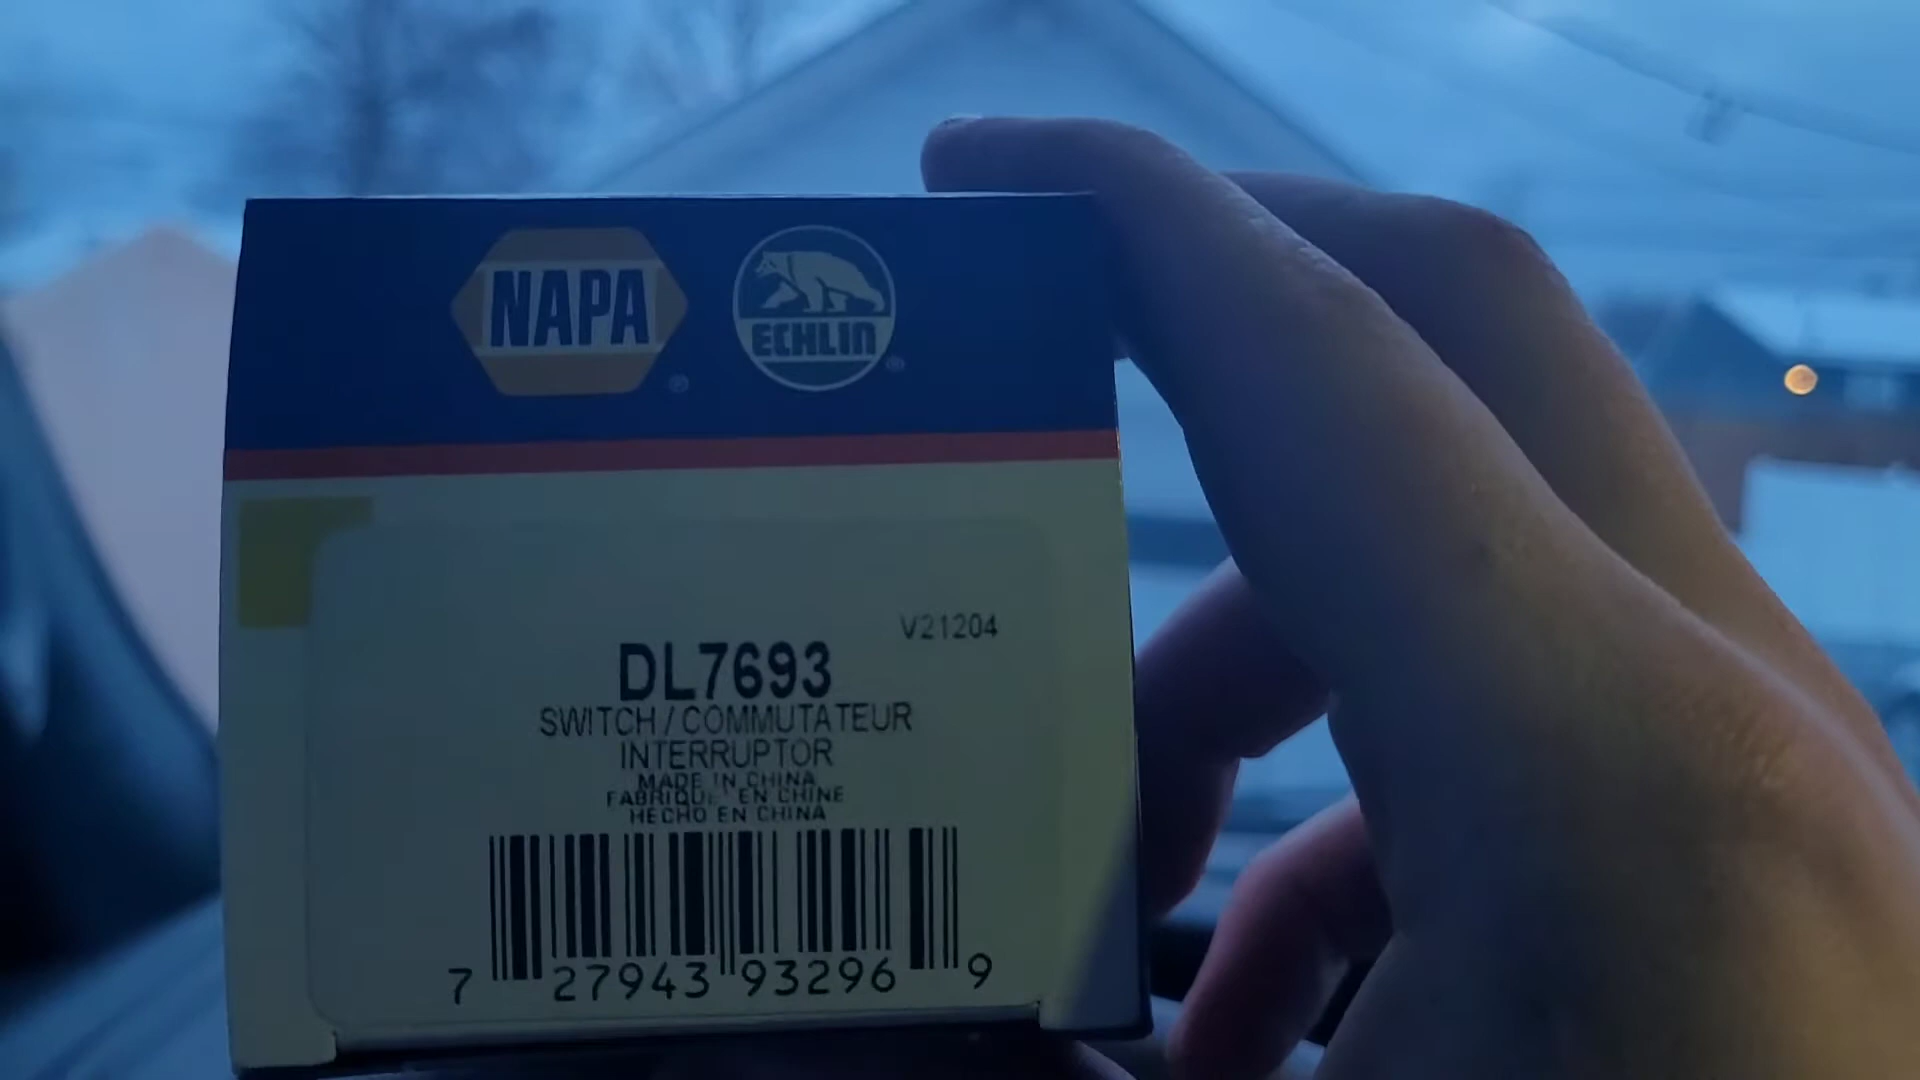 NAPA ®
ECHLIN ®
V21204
DL7693
SWITCH / COMMUTATEUR
INTERRUPTOR
MADE IN CHINA
FABRIQUE EN CHINE
HECHO EN CHINA
7 27943 93296 9